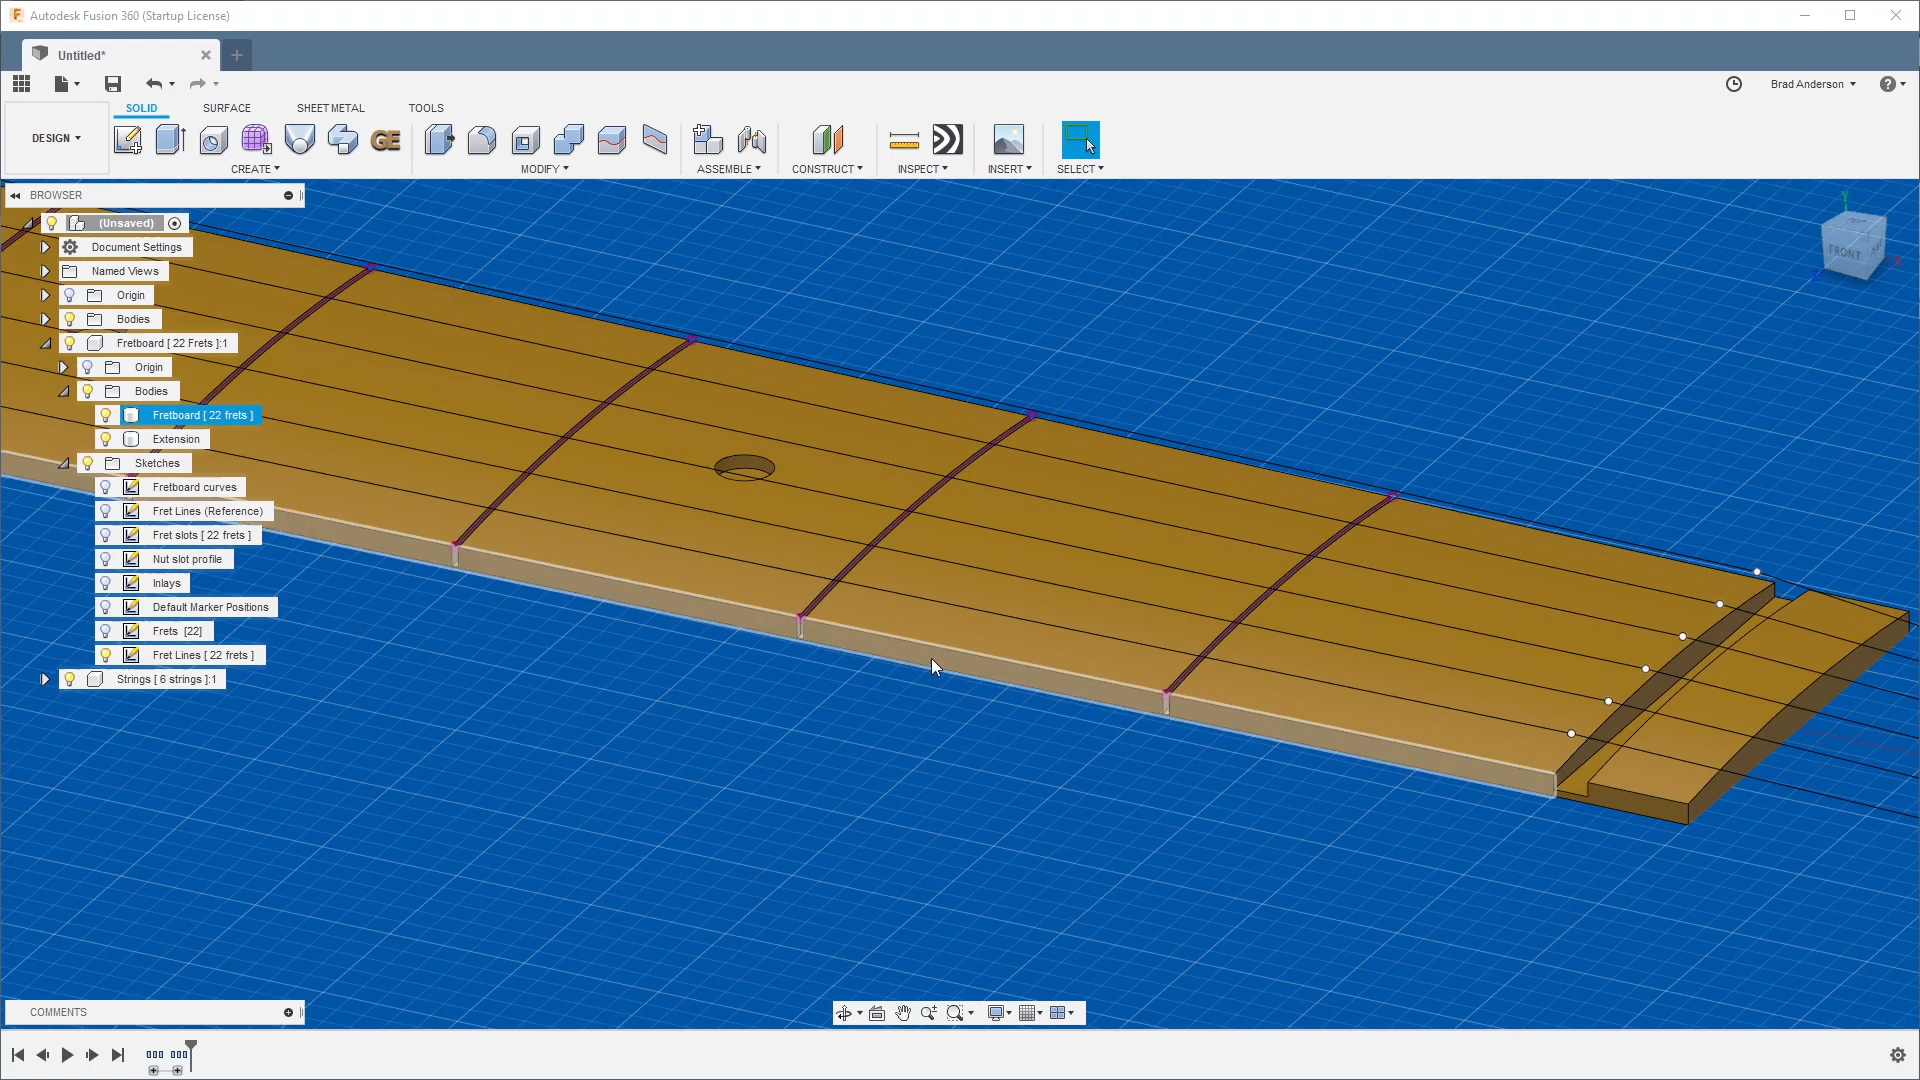 Autodesk Fusion 360 (Startup License)
Untitled*
Brad Anderson
DESIGN
SOLID
SURFACE
SHEET METAL
TOOLS
GE
CREATE
MODIFY
ASSEMBLE
CONSTRUCT
INSPECT
INSERT
SELECT
BROWSER
(Unsaved)
Document Settings
Named Views
Origin
Bodies
Fretboard [ 22 Frets ]:1
Origin
Bodies
Fretboard [ 22 frets ]
Extension
Sketches
Fretboard curves
Fret Lines (Reference)
Fret slots [ 22 frets ]
Nut slot profile
Inlays
Default Marker Positions
Frets [22]
Fret Lines [ 22 frets ]
Strings [ 6 strings ]:1
Y
FRONT
X
COMMENTS